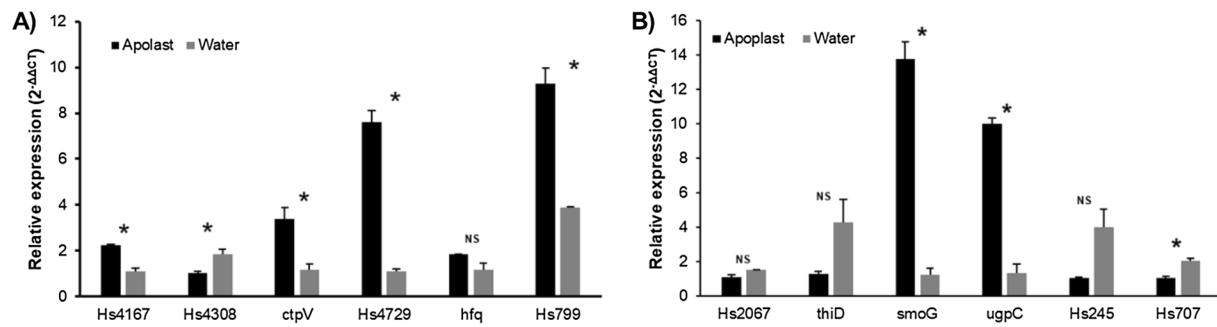 A)
Relative expression (2-ΔΔCT)
12
10
8
6
4
2
0
Apolast Water
* * * * NS *
Hs4167 Hs4308 ctpV Hs4729 hfq Hs799
B)
Relative expression (2-ΔΔCT)
16
14
12
10
8
6
4
2
0
Apoplast Water
NS NS * * NS *
Hs2067 thiD smoG ugpC Hs245 Hs707